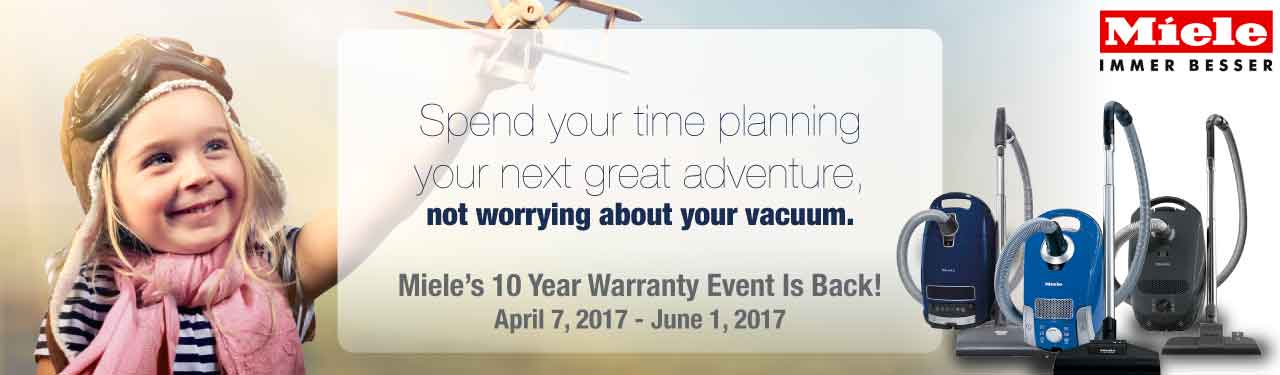 Miele
IMMER BESSER
Spend your time planning
your next great adventure,
not worrying about your vacuum.
Miele's 10 Year Warranty Event Is Back!
April 7, 2017 - June 1, 2017
Miele